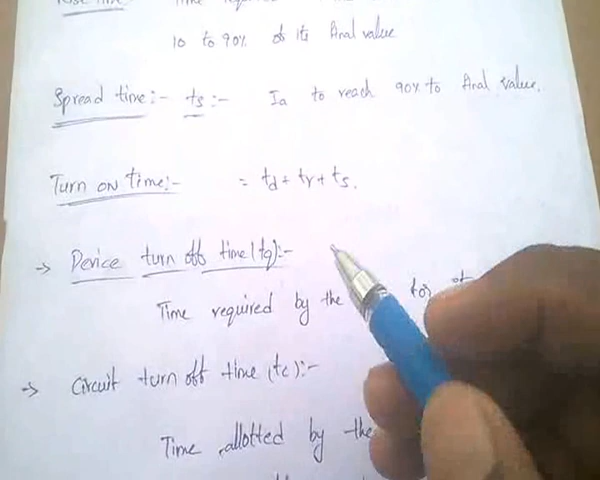 10 to 90% of its final value
Spread time:- ts:- Ia to reach 90% to final value.
Turn on time:- = td + tr + ts.
→ Device turn off time (tq):-
Time required by the for
→ Circuit turn off time (tc):-
Time allotted by the